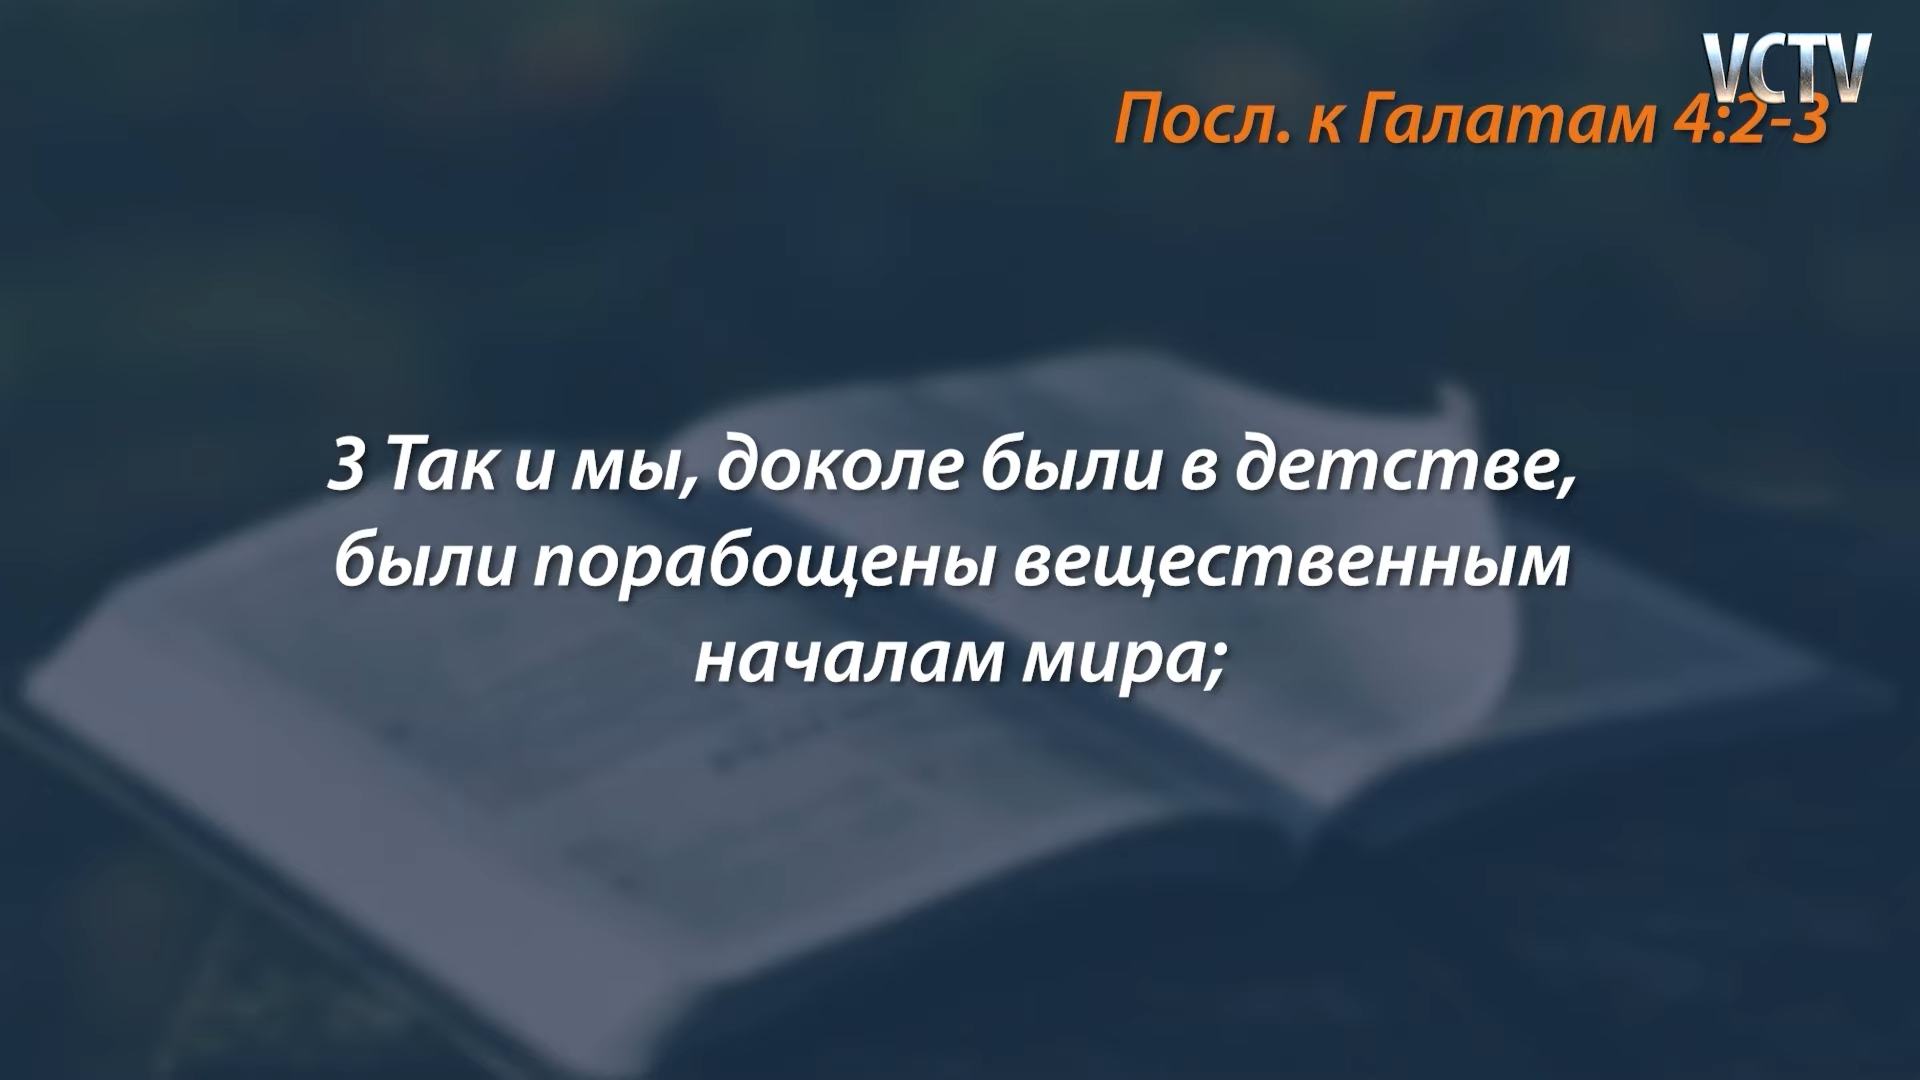 VCTV
Посл. к Галатам 4:2-3
3 Так и мы, доколе были в детстве,
были порабощены вещественным
началам мира;